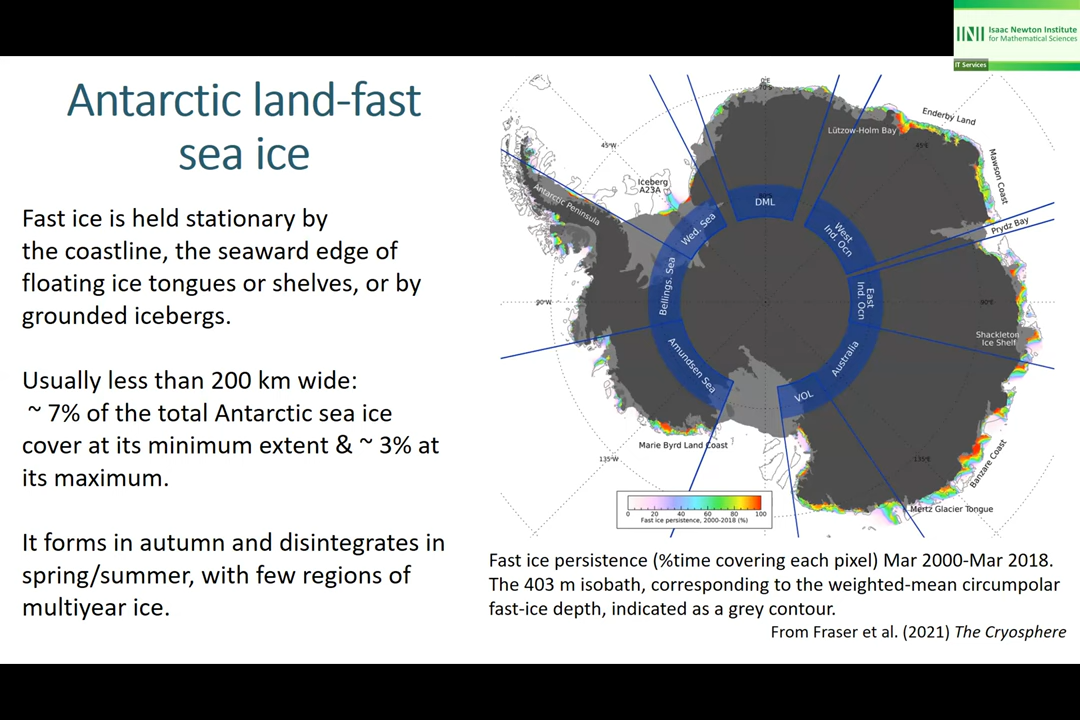 Isaac Newton Institute
for Mathematical Sciences
IT Services
Antarctic land-fast
sea ice
Fast ice is held stationary by
the coastline, the seaward edge of
floating ice tongues or shelves, or by
grounded icebergs.
Usually less than 200 km wide:
~ 7% of the total Antarctic sea ice
cover at its minimum extent & ~ 3% at
its maximum.
It forms in autumn and disintegrates in
spring/summer, with few regions of
multiyear ice.
0°E
70°S
Enderby Land
Lützow-Holm Bay
45°W
45°E
Mawson Coast
Iceberg
A23A
Antarctic Peninsula
DML
Wed. Sea
West
Ind. Ocn
Prydz Bay
Bellings. Sea
East
Ind. Ocn
90°W
90°E
Shackleton
Ice Shelf
Amundsen Sea
Australia
VOL
Marie Byrd Land Coast
135°W
135°E
Banzare Coast
Mertz Glacier Tongue
0 20 40 60 80 100
Fast ice persistence, 2000-2018 (%)
Fast ice persistence (%time covering each pixel) Mar 2000-Mar 2018.
The 403 m isobath, corresponding to the weighted-mean circumpolar
fast-ice depth, indicated as a grey contour.
From Fraser et al. (2021) The Cryosphere